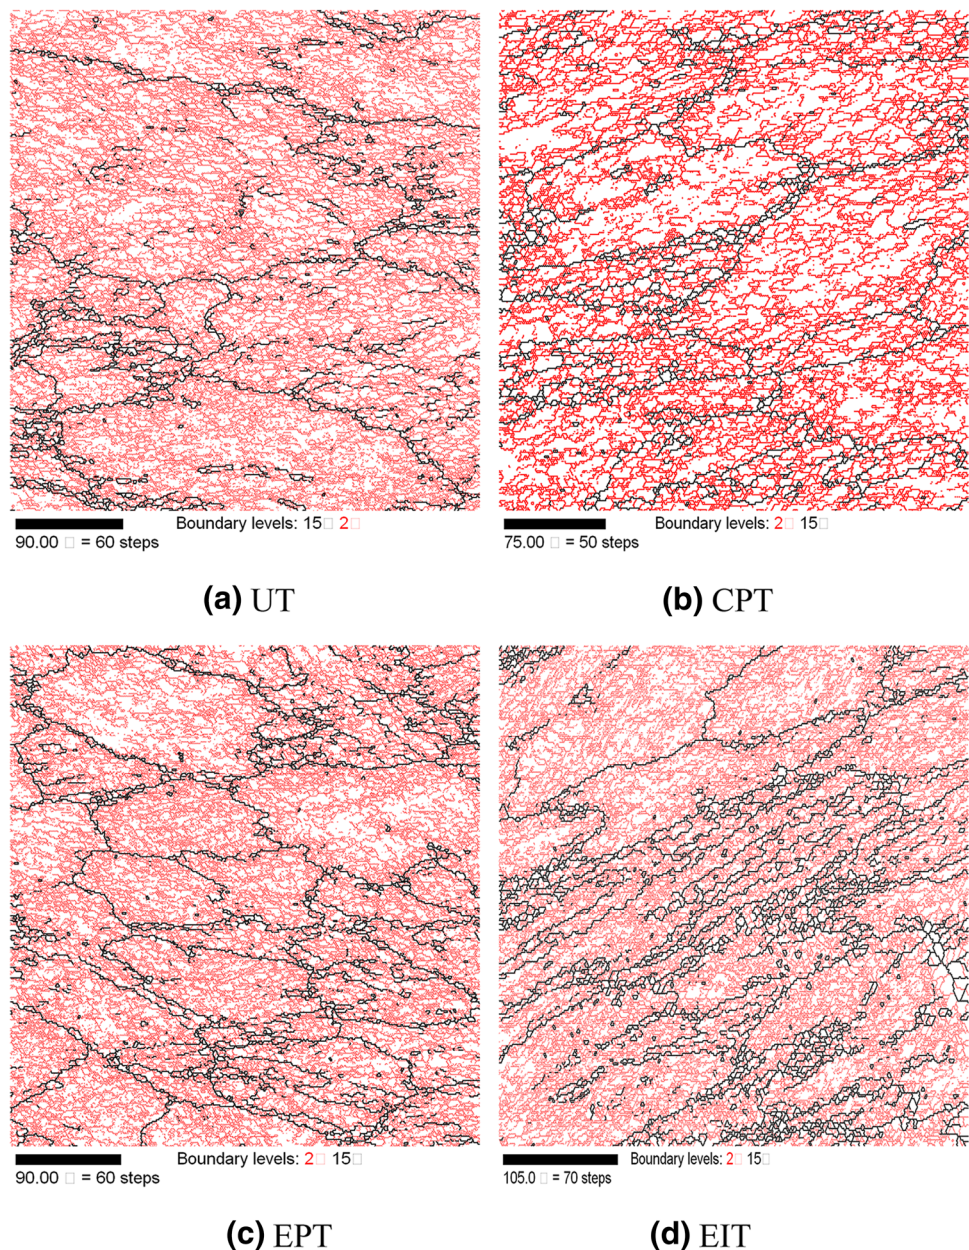 Boundary levels: 15□ 2□
90.00 □ = 60 steps
(a) UT
Boundary levels: 2□ 15□
75.00 □ = 50 steps
(b) CPT
Boundary levels: 2□ 15□
90.00 □ = 60 steps
(c) EPT
Boundary levels: 2□ 15□
105.0 □ = 70 steps
(d) EIT